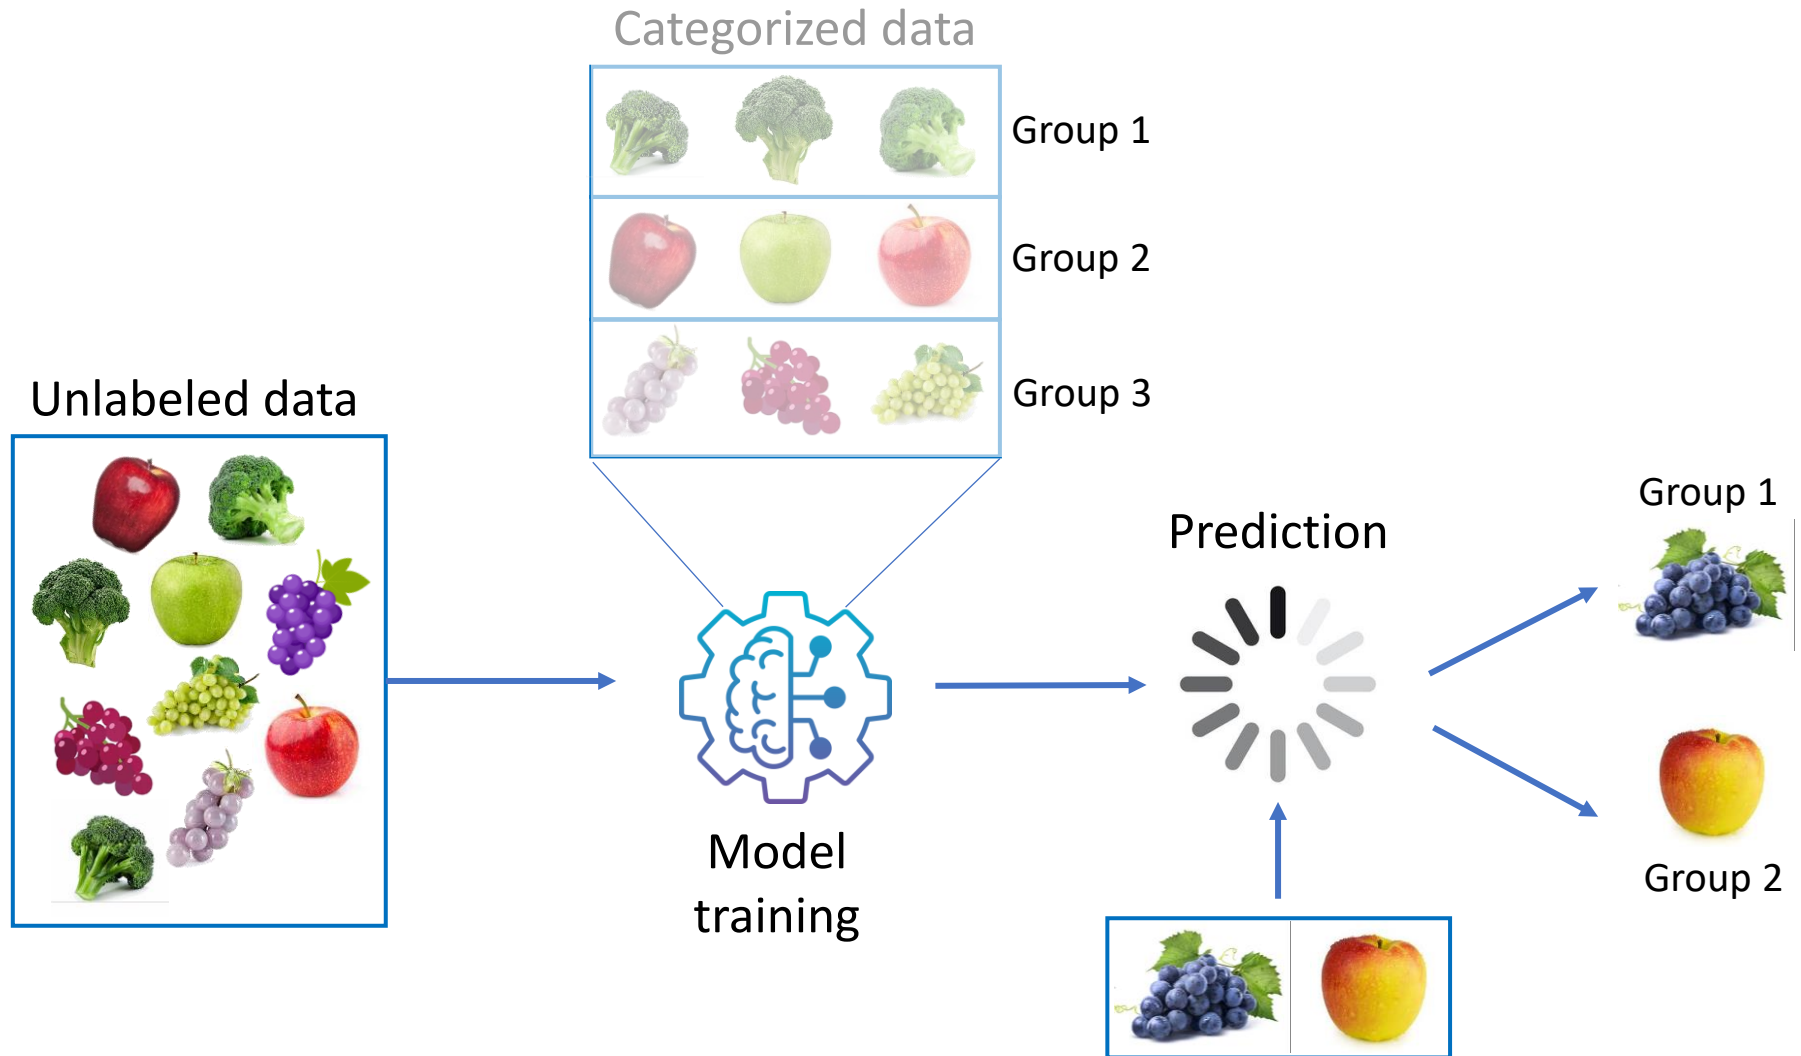 Categorized data
Group 1
Group 2
Group 3
Unlabeled data
Model
training
Prediction
Group 1
Group 2